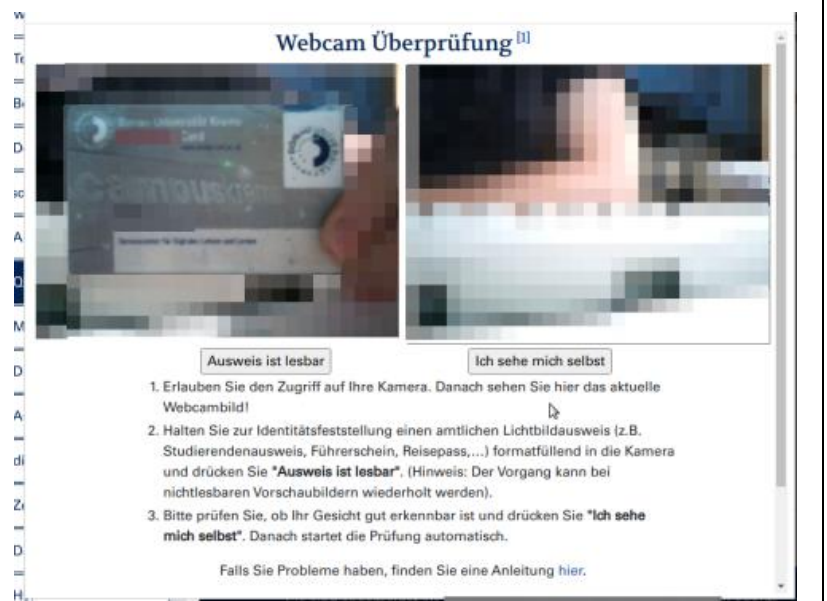 Webcam Überprüfung [1]
Donau-Universität Krems
Card
Campus
Ausweis ist lesbar
Ich sehe mich selbst
1. Erlauben Sie den Zugriff auf Ihre Kamera. Danach sehen Sie hier das aktuelle
Webcambild!
2. Halten Sie zur Identitätsfeststellung einen amtlichen Lichtbildausweis (z.B.
Studierendenausweis, Führerschein, Reisepass,...) formatfüllend in die Kamera
und drücken Sie "Ausweis ist lesbar". (Hinweis: Der Vorgang kann bei
nichtlesbaren Vorschaubildern wiederholt werden).
3. Bitte prüfen Sie, ob Ihr Gesicht gut erkennbar ist und drücken Sie "Ich sehe
mich selbst". Danach startet die Prüfung automatisch.
Falls Sie Probleme haben, finden Sie eine Anleitung hier.